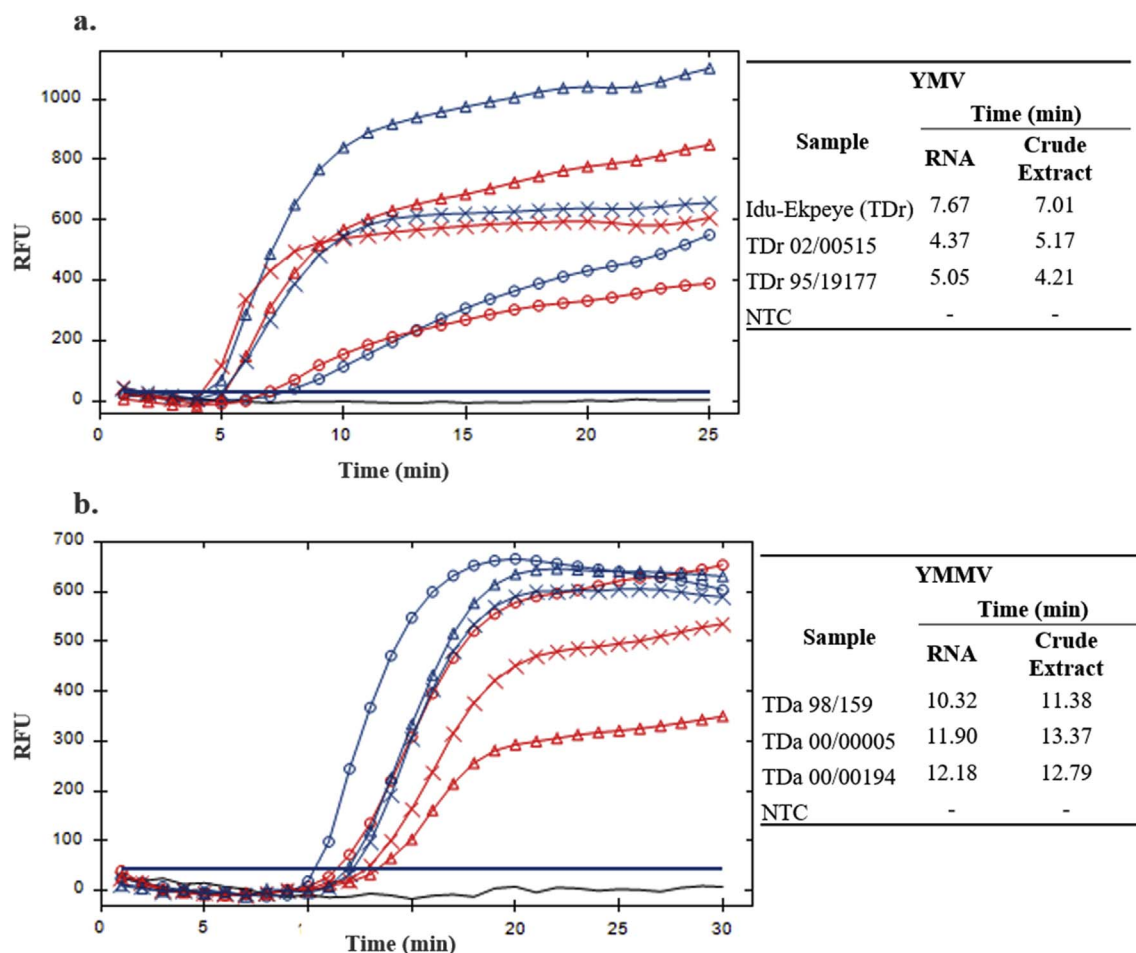 a.
1000
800
600
400
200
0
RFU
0 5 10 15 20 25
Time (min)
YMV
Time (min)
Sample
RNA Crude Extract
Idu-Ekpeye (TDr) 7.67 7.01
TDr 02/00515 4.37 5.17
TDr 95/19177 5.05 4.21
NTC - -
b.
700
600
500
400
300
200
100
0
RFU
0 5 1 20 25 30
Time (min)
YMMV
Time (min)
Sample
RNA Crude Extract
TDa 98/159 10.32 11.38
TDa 00/00005 11.90 13.37
TDa 00/00194 12.18 12.79
NTC - -